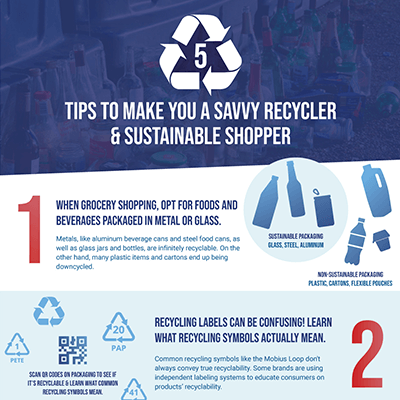 5
TIPS TO MAKE YOU A SAVVY RECYCLER
& SUSTAINABLE SHOPPER
1
WHEN GROCERY SHOPPING, OPT FOR FOODS AND
BEVERAGES PACKAGED IN METAL OR GLASS.
Metals, like aluminum beverage cans and steel food cans, as
well as glass jars and bottles, are infinitely recyclable. On the
other hand, many plastic items and cartons end up being
downcycled.
SUSTAINABLE PACKAGING
GLASS, STEEL, ALUMINUM
NON-SUSTAINABLE PACKAGING
PLASTIC, CARTONS, FLEXIBLE POUCHES
1
PETE
20
PAP
41
SCAN QR CODES ON PACKAGING TO SEE IF
IT'S RECYCLABLE & LEARN WHAT COMMON
RECYCLING SYMBOLS MEAN.
RECYCLING LABELS CAN BE CONFUSING! LEARN
WHAT RECYCLING SYMBOLS ACTUALLY MEAN.
Common recycling symbols like the Mobius Loop don't
always convey true recyclability. Some brands are using
independent labeling systems to educate consumers on
products' recyclability.
2